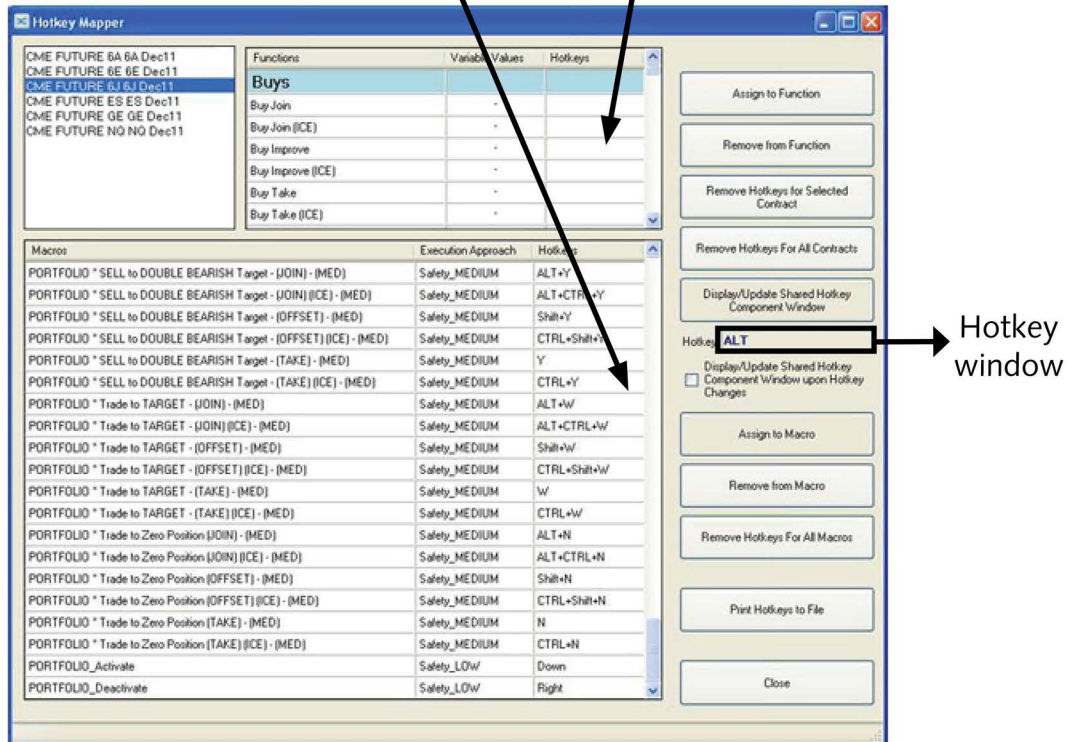 Hotkey Mapper
CME FUTURE 6A 6A Dec11
CME FUTURE 6E 6E Dec11
CME FUTURE 6J 6J Dec11
CME FUTURE ES ES Dec11
CME FUTURE GE GE Dec11
CME FUTURE NQ NQ Dec11
Functions Variable Values Hotkeys
Buys
Buy Join -
Buy Join (ICE) -
Buy Improve -
Buy Improve (ICE) -
Buy Take -
Buy Take (ICE) -
Macros Execution Approach Hotkeys
PORTFOLIO * SELL to DOUBLE BEARISH Target - (JOIN) - (MED) Safety_MEDIUM ALT+Y
PORTFOLIO * SELL to DOUBLE BEARISH Target - (JOIN) (ICE) - (MED) Safety_MEDIUM ALT+CTRL+Y
PORTFOLIO * SELL to DOUBLE BEARISH Target - (OFFSET) - (MED) Safety_MEDIUM Shift+Y
PORTFOLIO * SELL to DOUBLE BEARISH Target - (OFFSET) (ICE) - (MED) Safety_MEDIUM CTRL+Shift+Y
PORTFOLIO * SELL to DOUBLE BEARISH Target - (TAKE) - (MED) Safety_MEDIUM Y
PORTFOLIO * SELL to DOUBLE BEARISH Target - (TAKE) (ICE) - (MED) Safety_MEDIUM CTRL+Y
PORTFOLIO * Trade to TARGET - (JOIN) - (MED) Safety_MEDIUM ALT+W
PORTFOLIO * Trade to TARGET - (JOIN) (ICE) - (MED) Safety_MEDIUM ALT+CTRL+W
PORTFOLIO * Trade to TARGET - (OFFSET) - (MED) Safety_MEDIUM Shift+W
PORTFOLIO * Trade to TARGET - (OFFSET) (ICE) - (MED) Safety_MEDIUM CTRL+Shift+W
PORTFOLIO * Trade to TARGET - (TAKE) - (MED) Safety_MEDIUM W
PORTFOLIO * Trade to TARGET - (TAKE) (ICE) - (MED) Safety_MEDIUM CTRL+W
PORTFOLIO * Trade to Zero Position (JOIN) - (MED) Safety_MEDIUM ALT+N
PORTFOLIO * Trade to Zero Position (JOIN) (ICE) - (MED) Safety_MEDIUM ALT+CTRL+N
PORTFOLIO * Trade to Zero Position (OFFSET) - (MED) Safety_MEDIUM Shift+N
PORTFOLIO * Trade to Zero Position (OFFSET) (ICE) - (MED) Safety_MEDIUM CTRL+Shift+N
PORTFOLIO * Trade to Zero Position (TAKE) - (MED) Safety_MEDIUM N
PORTFOLIO * Trade to Zero Position (TAKE) (ICE) - (MED) Safety_MEDIUM CTRL+N
PORTFOLIO_Activate Safety_LOW Down
PORTFOLIO_Deactivate Safety_LOW Right
Assign to Function
Remove from Function
Remove Hotkeys for Selected
Contract
Remove Hotkeys For All Contracts
Display/Update Shared Hotkey
Component Window
Hotkey ALT
Display/Update Shared Hotkey
Component Window upon Hotkey
Changes
Assign to Macro
Remove from Macro
Remove Hotkeys For All Macros
Print Hotkeys to File
Close
Hotkey
window